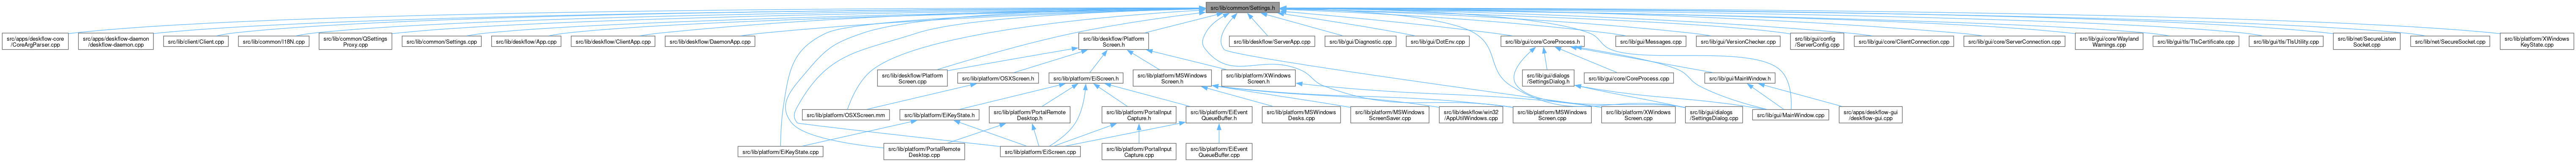 src/lib/common/Settings.h
src/apps/deskflow-core
/CoreArgParser.cpp
src/apps/deskflow-daemon
/deskflow-daemon.cpp
src/lib/client/Client.cpp
src/lib/common/I18N.cpp
src/lib/common/QSettings
Proxy.cpp
src/lib/common/Settings.cpp
src/lib/deskflow/App.cpp
src/lib/deskflow/ClientApp.cpp
src/lib/deskflow/DaemonApp.cpp
src/lib/deskflow/Platform
Screen.h
src/lib/deskflow/ServerApp.cpp
src/lib/gui/Diagnostic.cpp
src/lib/gui/DotEnv.cpp
src/lib/gui/core/CoreProcess.h
src/lib/gui/Messages.cpp
src/lib/gui/VersionChecker.cpp
src/lib/gui/config
/ServerConfig.cpp
src/lib/gui/core/ClientConnection.cpp
src/lib/gui/core/ServerConnection.cpp
src/lib/gui/core/Wayland
Warnings.cpp
src/lib/gui/tls/TlsCertificate.cpp
src/lib/gui/tls/TlsUtility.cpp
src/lib/net/SecureListen
Socket.cpp
src/lib/net/SecureSocket.cpp
src/lib/platform/XWindows
KeyState.cpp
src/lib/deskflow/Platform
Screen.cpp
src/lib/platform/OSXScreen.h
src/lib/platform/EiScreen.h
src/lib/platform/MSWindows
Screen.h
src/lib/platform/XWindows
Screen.h
src/lib/gui/dialogs
/SettingsDialog.h
src/lib/gui/core/CoreProcess.cpp
src/lib/gui/MainWindow.h
src/lib/platform/OSXScreen.mm
src/lib/platform/EiKeyState.h
src/lib/platform/PortalRemote
Desktop.h
src/lib/platform/PortalInput
Capture.h
src/lib/platform/EiEvent
QueueBuffer.h
src/lib/platform/MSWindows
Desks.cpp
src/lib/platform/MSWindows
ScreenSaver.cpp
src/lib/deskflow/win32
/AppUtilWindows.cpp
src/lib/platform/MSWindows
Screen.cpp
src/lib/platform/XWindows
Screen.cpp
src/lib/gui/dialogs
/SettingsDialog.cpp
src/lib/gui/MainWindow.cpp
src/apps/deskflow-gui
/deskflow-gui.cpp
src/lib/platform/EiKeyState.cpp
src/lib/platform/PortalRemote
Desktop.cpp
src/lib/platform/EiScreen.cpp
src/lib/platform/PortalInput
Capture.cpp
src/lib/platform/EiEvent
QueueBuffer.cpp